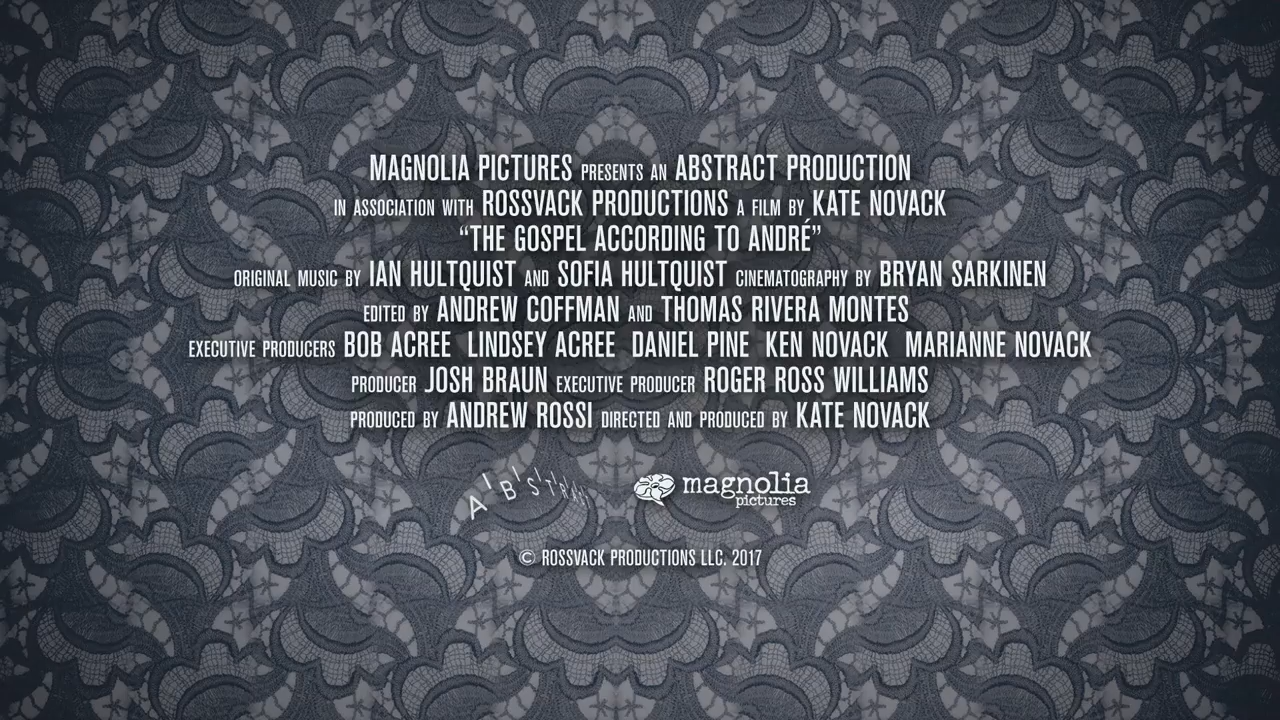 MAGNOLIA PICTURES PRESENTS AN ABSTRACT PRODUCTION
IN ASSOCIATION WITH ROSSVACK PRODUCTIONS A FILM BY KATE NOVACK
“THE GOSPEL ACCORDING TO ANDRÉ”
ORIGINAL MUSIC BY IAN HULTQUIST AND SOFIA HULTQUIST CINEMATOGRAPHY BY BRYAN SARKINEN
EDITED BY ANDREW COFFMAN AND THOMAS RIVERA MONTES
EXECUTIVE PRODUCERS BOB ACREE LINDSEY ACREE DANIEL PINE KEN NOVACK MARIANNE NOVACK
PRODUCER JOSH BRAUN EXECUTIVE PRODUCER ROGER ROSS WILLIAMS
PRODUCED BY ANDREW ROSSI DIRECTED AND PRODUCED BY KATE NOVACK
magnolia
pictures
© ROSSVACK PRODUCTIONS LLC. 2017